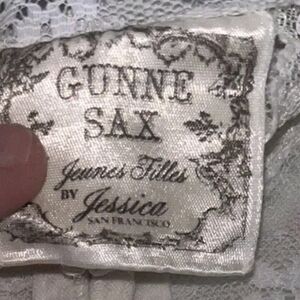 GUNNE
SAX
Jeunes Filles
BY Jessica
SAN FRANCISCO